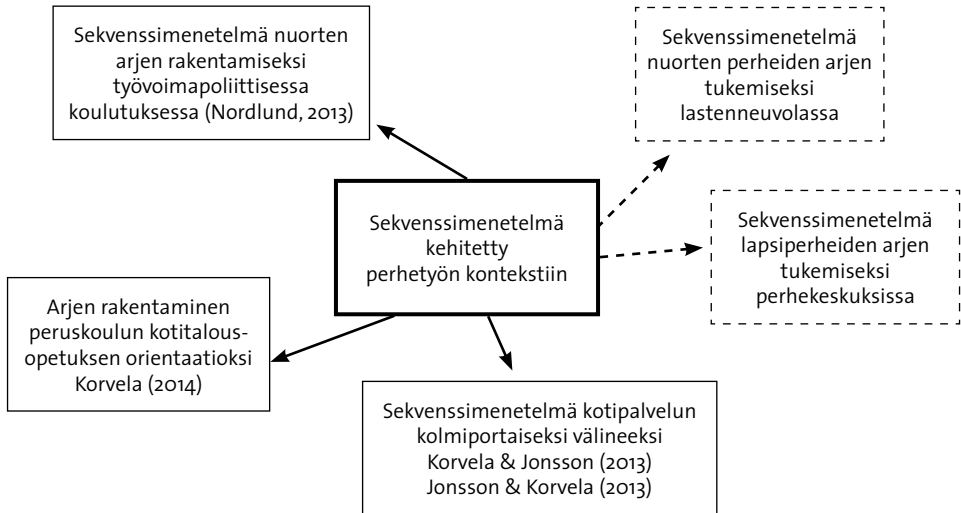 Sekvenssimenetelmä nuorten
arjen rakentamiseksi
työvoimapoliittisessa
koulutuksessa (Nordlund, 2013)
Sekvenssimenetelmä
nuorten perheiden arjen
tukemiseksi
lastenneuvolassa
Sekvenssimenetelmä
kehitetty
perhetyön kontekstiin
Sekvenssimenetelmä
lapsiperheiden arjen
tukemiseksi
perhekeskuksissa
Arjen rakentaminen
peruskoulun kotitalous-
opetuksen orientaatioksi
Korvela (2014)
Sekvenssimenetelmä kotipalvelun
kolmiportaiseksi välineeksi
Korvela & Jonsson (2013)
Jonsson & Korvela (2013)